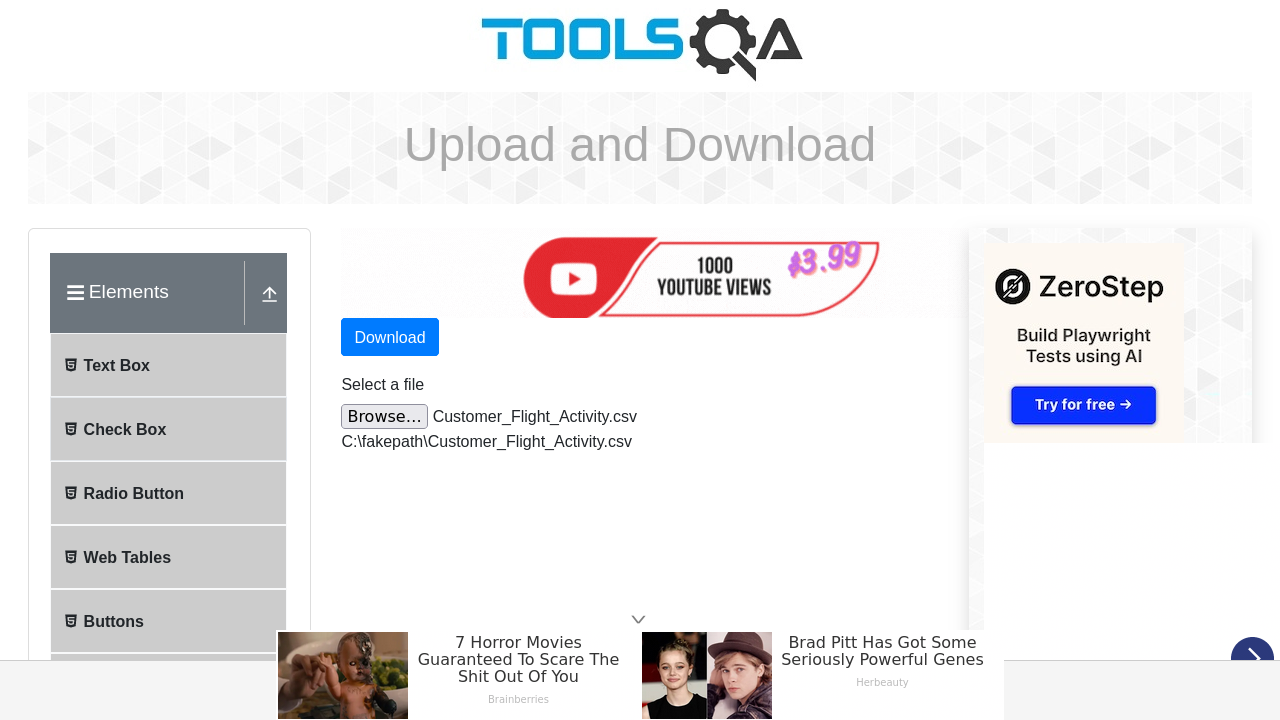 TOOLSQA
Upload and Download
Elements
Text Box
Check Box
Radio Button
Web Tables
Buttons
1000
YOUTUBE VIEWS
$3.99
Download
Select a file
Browse... Customer_Flight_Activity.csv
C:\fakepath\Customer_Flight_Activity.csv
ZeroStep
Build Playwright
Tests using AI
Try for free →
7 Horror Movies
Guaranteed To Scare The
Shit Out Of You
Brainberries
Brad Pitt Has Got Some
Seriously Powerful Genes
Herbeauty